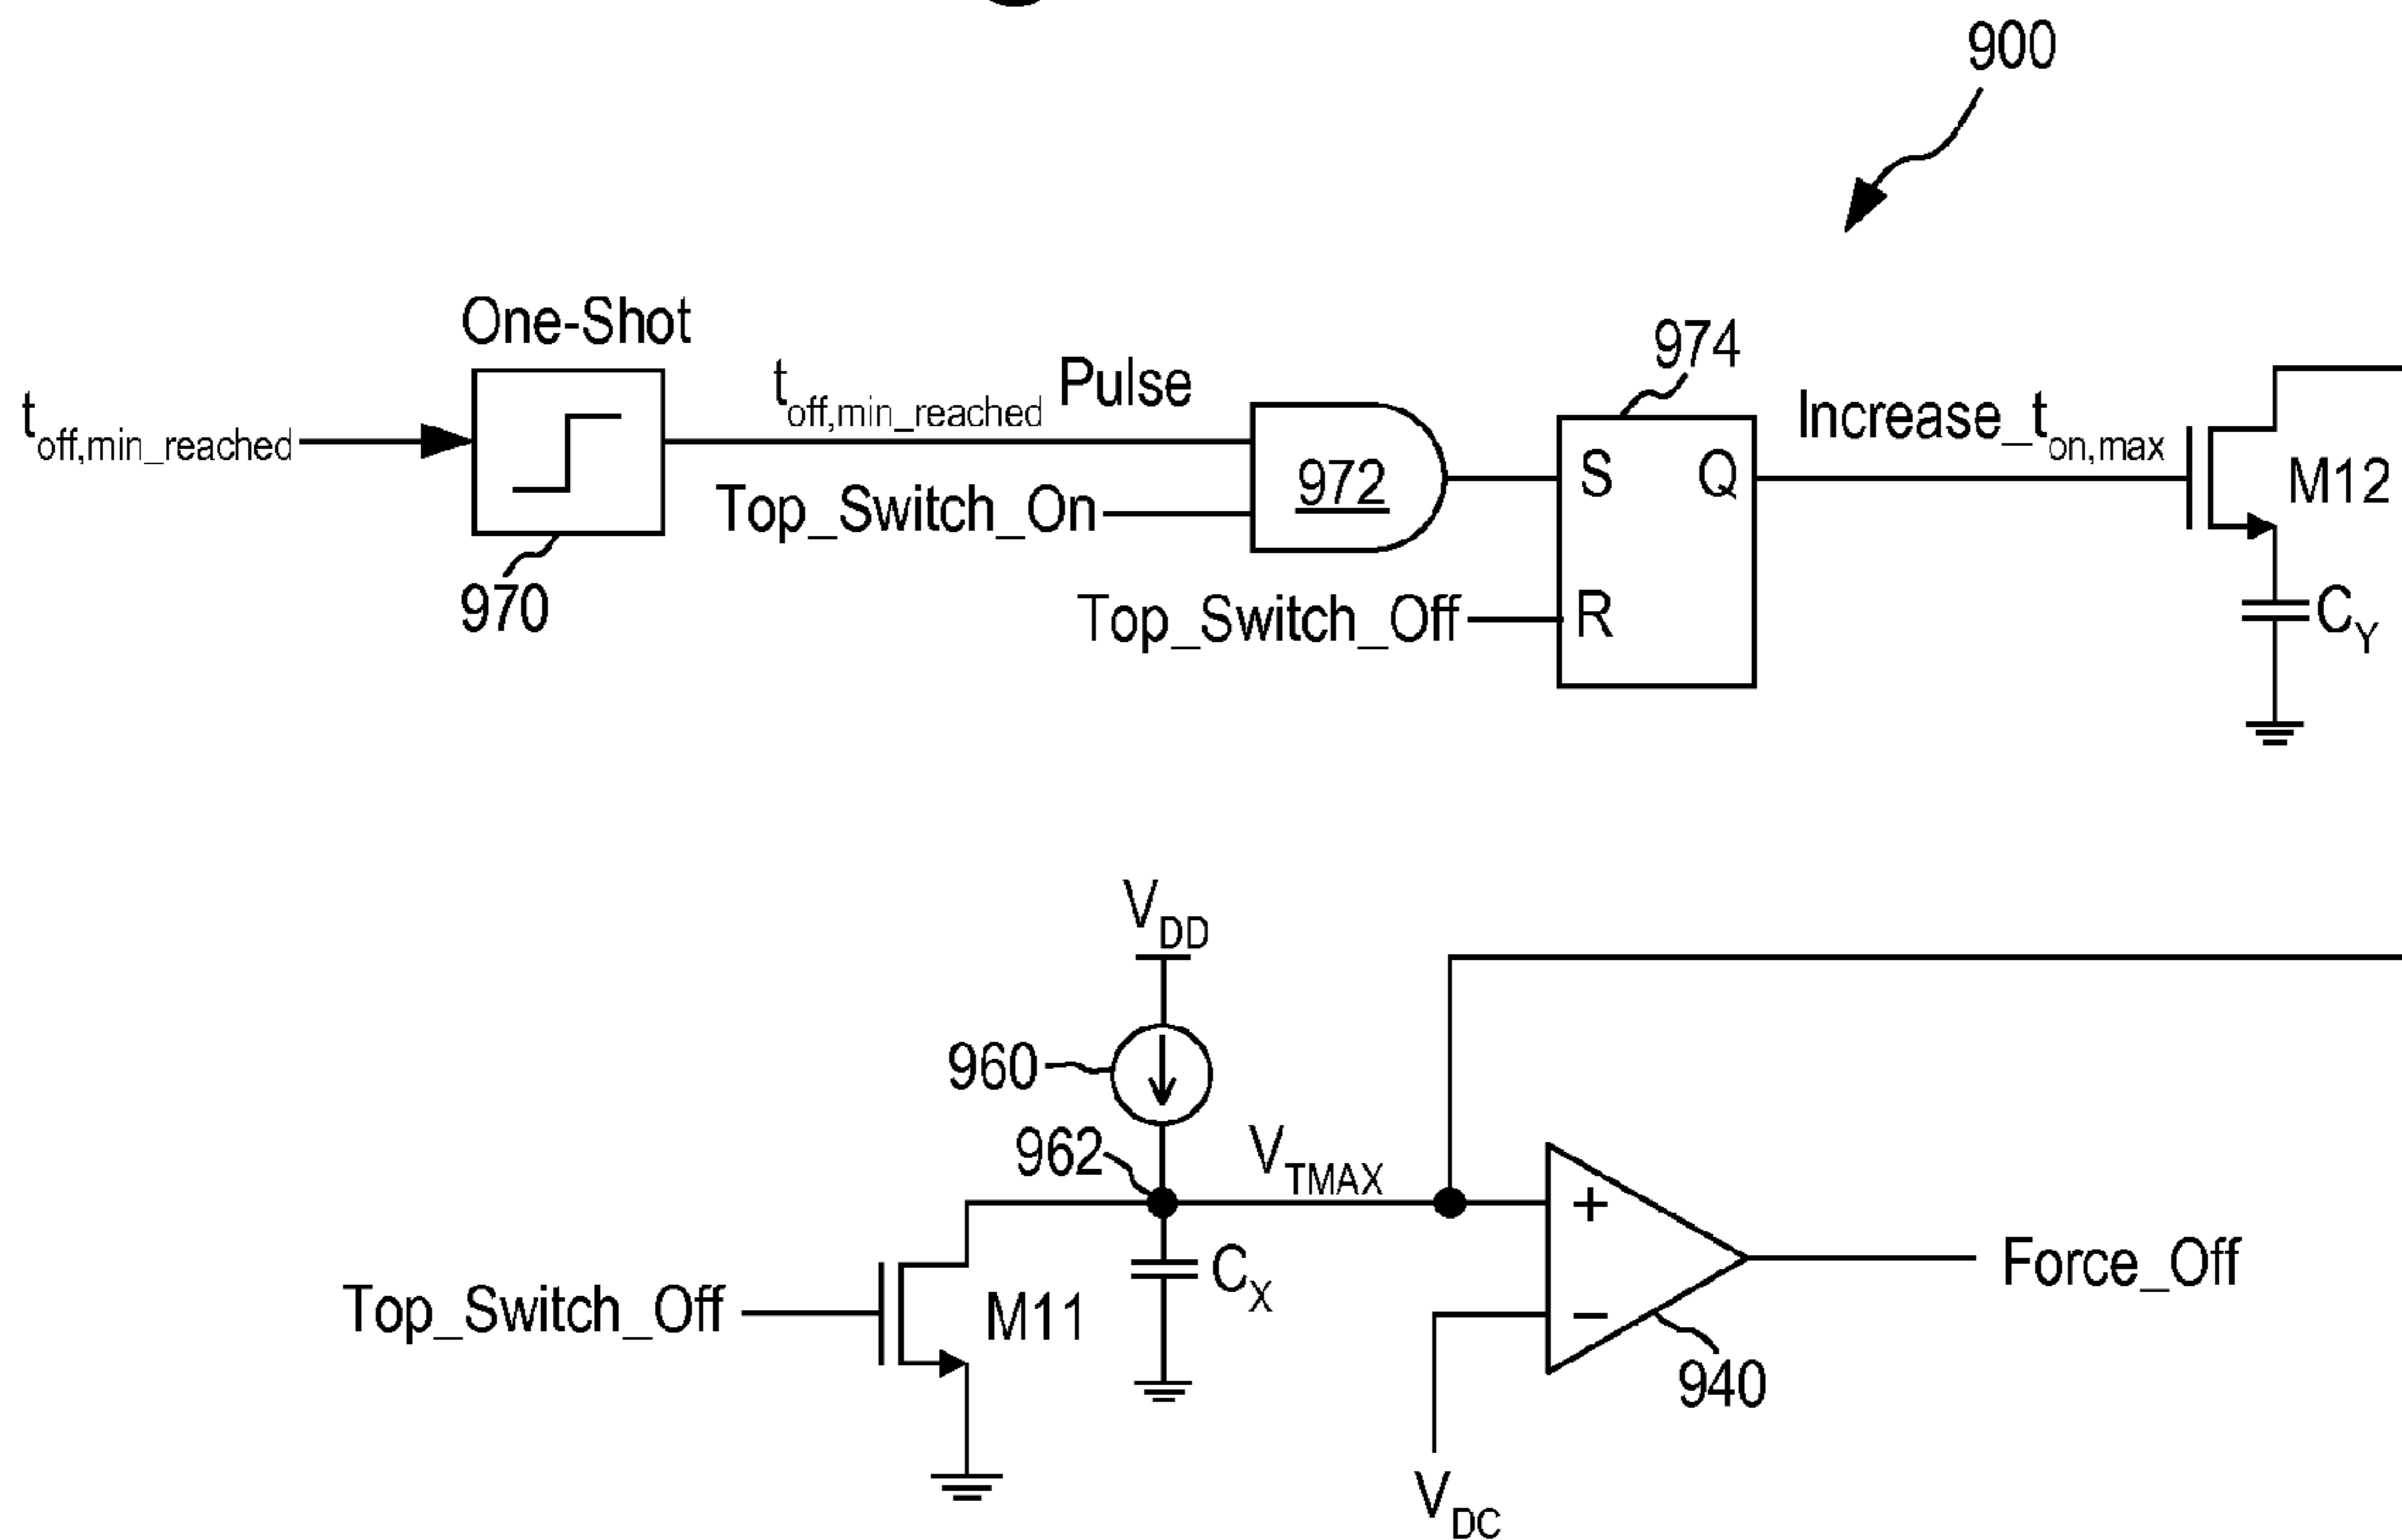 900
One-Shot
974
t_off,min_reached Pulse
t_off,min_reached
Increase_t_on,max
S Q
M12
972
Top_Switch_On
970
Top_Switch_Off
R
C_Y
V_DD
960
962
V_TMAX
+
C_X
Force_Off
Top_Switch_Off
M11
−
940
V_DC